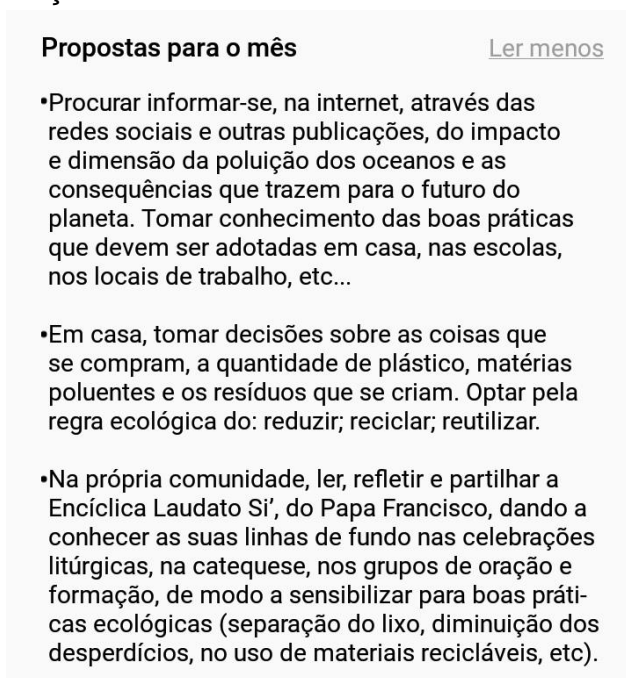 Propostas para o mês
Ler menos
•Procurar informar-se, na internet, através das
redes sociais e outras publicações, do impacto
e dimensão da poluição dos oceanos e as
consequências que trazem para o futuro do
planeta. Tomar conhecimento das boas práticas
que devem ser adotadas em casa, nas escolas,
nos locais de trabalho, etc...
•Em casa, tomar decisões sobre as coisas que
se compram, a quantidade de plástico, matérias
poluentes e os resíduos que se criam. Optar pela
regra ecológica do: reduzir; reciclar; reutilizar.
•Na própria comunidade, ler, refletir e partilhar a
Encíclica Laudato Si’, do Papa Francisco, dando a
conhecer as suas linhas de fundo nas celebrações
litúrgicas, na catequese, nos grupos de oração e
formação, de modo a sensibilizar para boas práti-
cas ecológicas (separação do lixo, diminuição dos
desperdícios, no uso de materiais recicláveis, etc).